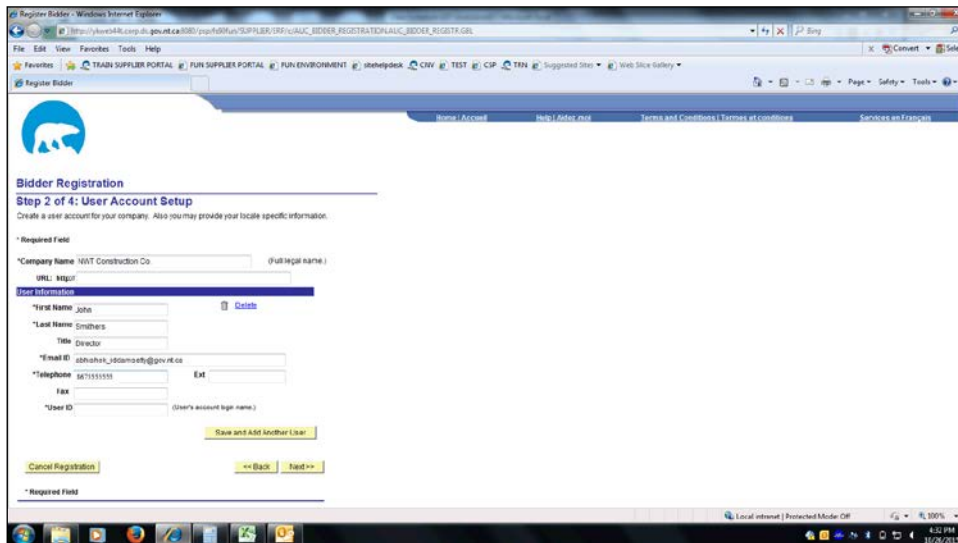 Register Bidder - Windows Internet Explorer
Bing
File Edit View Favorites Tools Help
Convert
Favorites TRAIN SUPPLIER PORTAL FUN SUPPLIER PORTAL FUN ENVIRONMENT sitehelpdesk CNV TEST CSP TRN Suggested Sites Web Slice Gallery
Register Bidder
Page Safety Tools
Home | Accueil Help | Aidez-moi Terms and Conditions | Termes et conditions Services en Français
Bidder Registration
Step 2 of 4: User Account Setup
Create a user account for your company. Also you may provide your locale specific information.
* Required Field
*Company Name NWT Construction Co. (Full legal name.)
URL: http://
User Information
*First Name John Delete
*Last Name Smithers
Title Director
*Email ID abhishek_iddamsetty@gov.nt.ca
*Telephone Ext
Fax
*User ID (User's account login name.)
Save and Add Another User
Cancel Registration << Back Next >>
* Required Field
Local intranet | Protected Mode: Off 100%
4:32 PM